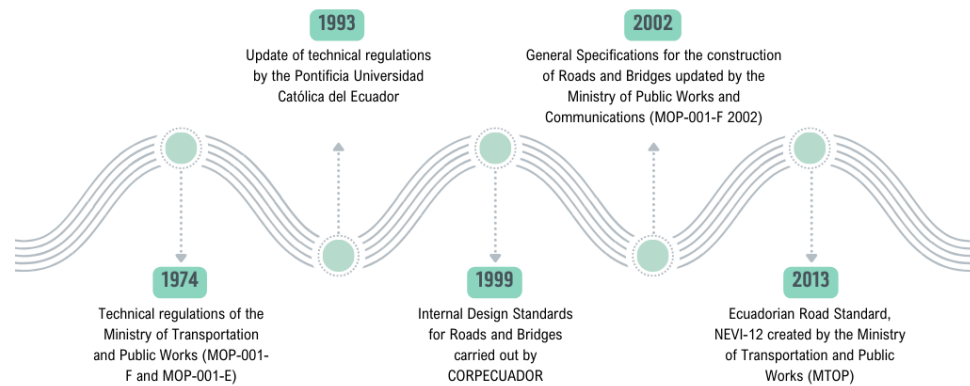 1993
Update of technical regulations
by the Pontificia Universidad
Católica del Ecuador
2002
General Specifications for the construction
of Roads and Bridges updated by the
Ministry of Public Works and
Communications (MOP-001-F 2002)
1974
Technical regulations of the
Ministry of Transportation
and Public Works (MOP-001-
F and MOP-001-E)
1999
Internal Design Standards
for Roads and Bridges
carried out by
CORPECUADOR
2013
Ecuadorian Road Standard,
NEVI-12 created by the Ministry
of Transportation and Public
Works (MTOP)